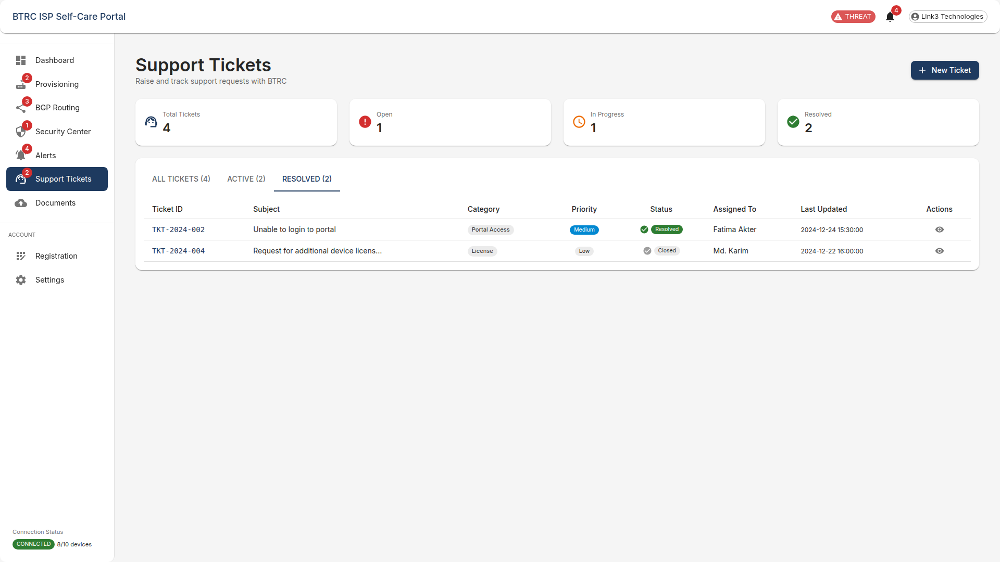 BTRC ISP Self-Care Portal
THREAT
4
Link3 Technologies
Dashboard
2
Provisioning
3
BGP Routing
1
Security Center
4
Alerts
2
Support Tickets
Documents
ACCOUNT
Registration
Settings
Connection Status
CONNECTED 8/10 devices
Support Tickets
Raise and track support requests with BTRC
New Ticket
Total Tickets
4
Open
1
In Progress
1
Resolved
2
ALL TICKETS (4) ACTIVE (2) RESOLVED (2)
Ticket ID Subject Category Priority Status Assigned To Last Updated Actions
TKT-2024-002 Unable to login to portal Portal Access Medium Resolved Fatima Akter 2024-12-24 15:30:00
TKT-2024-004 Request for additional device licens... License Low Closed Md. Karim 2024-12-22 16:00:00